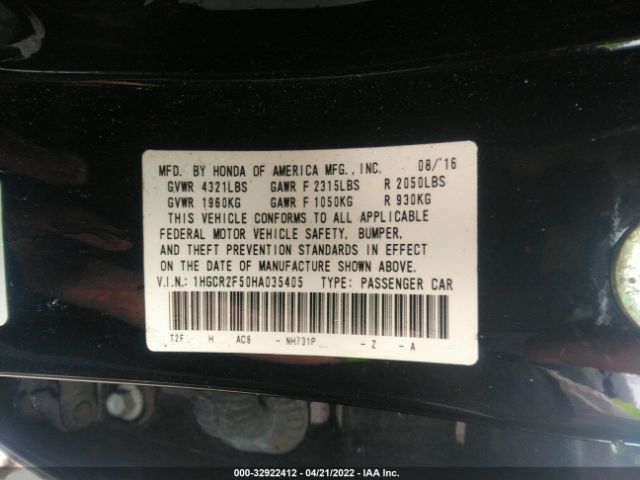 MFD. BY HONDA OF AMERICA MFG., INC. 08/'16
GVWR 4321LBS GAWR F 2315LBS R 2050LBS
GVWR 1960KG GAWR F 1050KG R 930KG
THIS VEHICLE CONFORMS TO ALL APPLICABLE
FEDERAL MOTOR VEHICLE SAFETY, BUMPER,
AND THEFT PREVENTION STANDARDS IN EFFECT
ON THE DATE OF MANUFACTURE SHOWN ABOVE.
V.I.N.: 1HGCR2F50HA035405 TYPE: PASSENGER CAR
T2F H AC8 - NH731P - Z - A
000-32922412 - 04/21/2022 - IAA Inc.